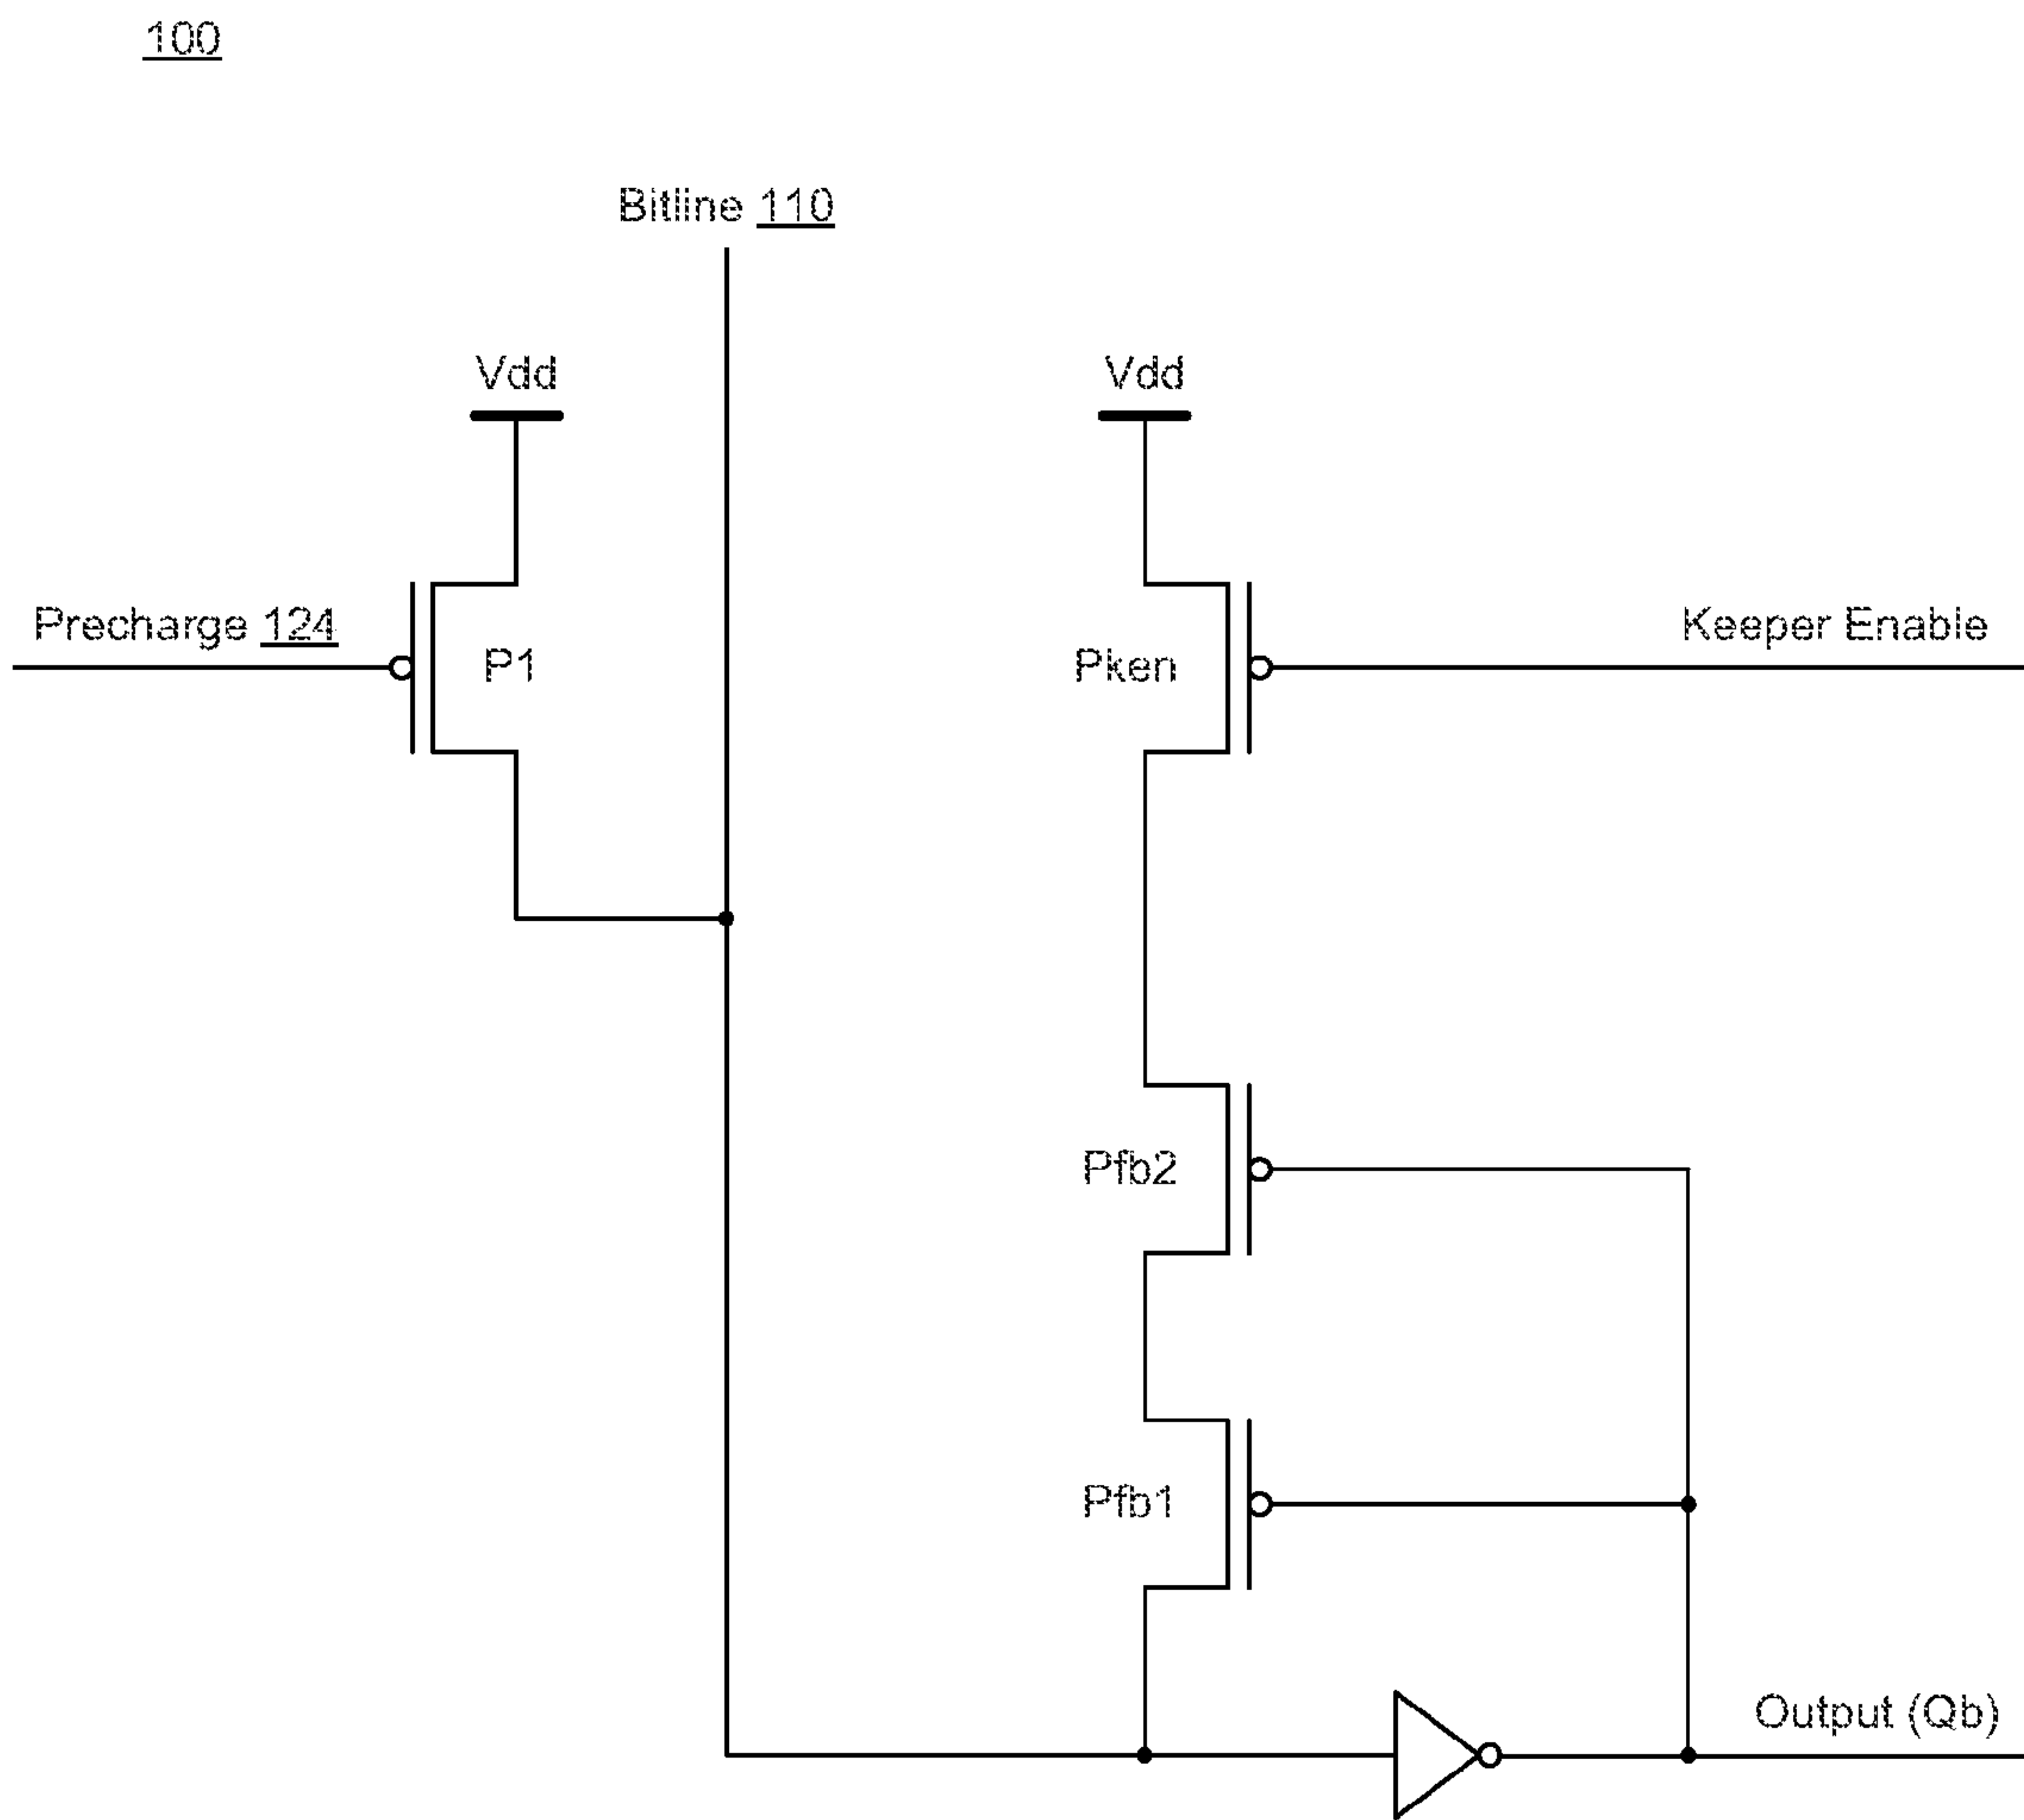 100
Bitline 110
Vdd
Vdd
Precharge 124
P1
Pken
Keeper Enable
Pfb2
Pfb1
Output (Qb)